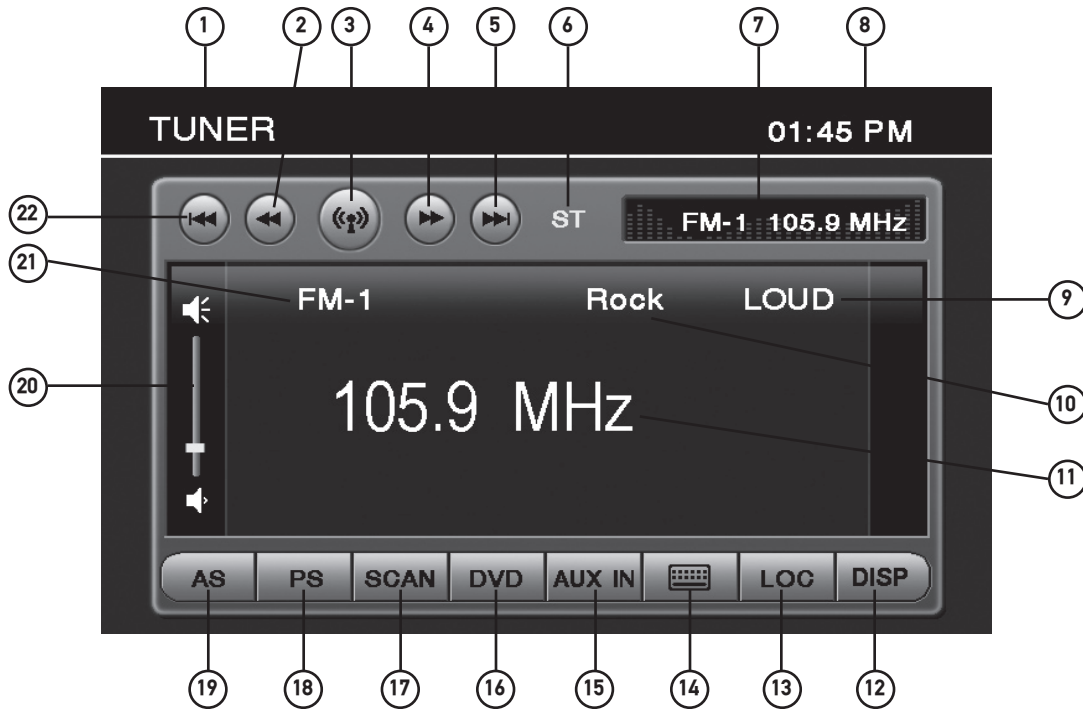 1 2 3 4 5 6 7 8
TUNER 01:45 PM
22 ST FM-1 105.9 MHz
21 FM-1 Rock LOUD 9
20 105.9 MHz 10
11
AS PS SCAN DVD AUX IN LOC DISP
19 18 17 16 15 14 13 12